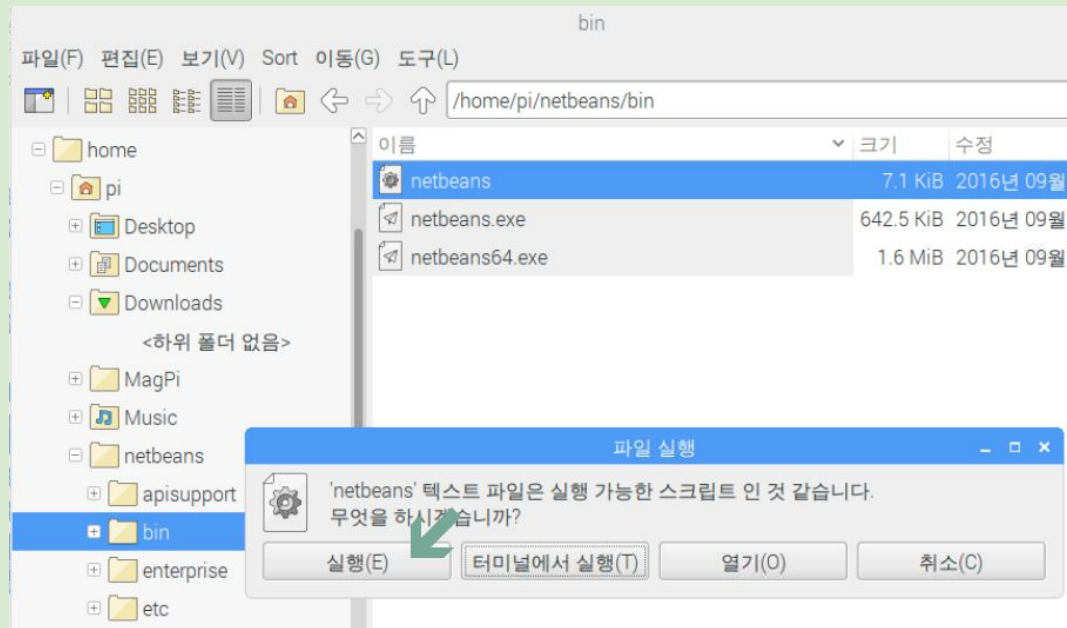 bin
파일(F) 편집(E) 보기(V) Sort 이동(G) 도구(L)
/home/pi/netbeans/bin
home
pi
Desktop
Documents
Downloads
<하위 폴더 없음>
MagPi
Music
netbeans
apisupport
bin
enterprise
etc
이름 크기 수정
netbeans 7.1 KiB 2016년 09월
netbeans.exe 642.5 KiB 2016년 09월
netbeans64.exe 1.6 MiB 2016년 09월
파일 실행
'netbeans' 텍스트 파일은 실행 가능한 스크립트 인 것 같습니다.
무엇을 하시겠습니까?
실행(E) 터미널에서 실행(T) 열기(O) 취소(C)